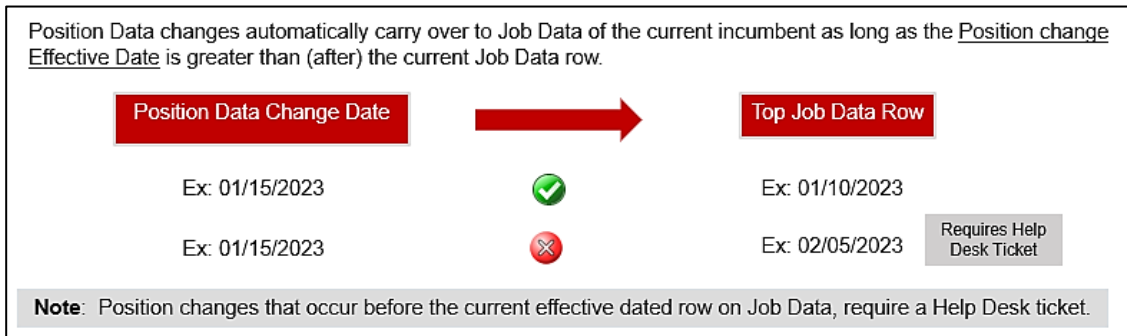 Position Data changes automatically carry over to Job Data of the current incumbent as long as the Position change
Effective Date is greater than (after) the current Job Data row.
Position Data Change Date
Top Job Data Row
Ex: 01/15/2023
Ex: 01/10/2023
Ex: 01/15/2023
Ex: 02/05/2023
Requires Help
Desk Ticket
Note: Position changes that occur before the current effective dated row on Job Data, require a Help Desk ticket.